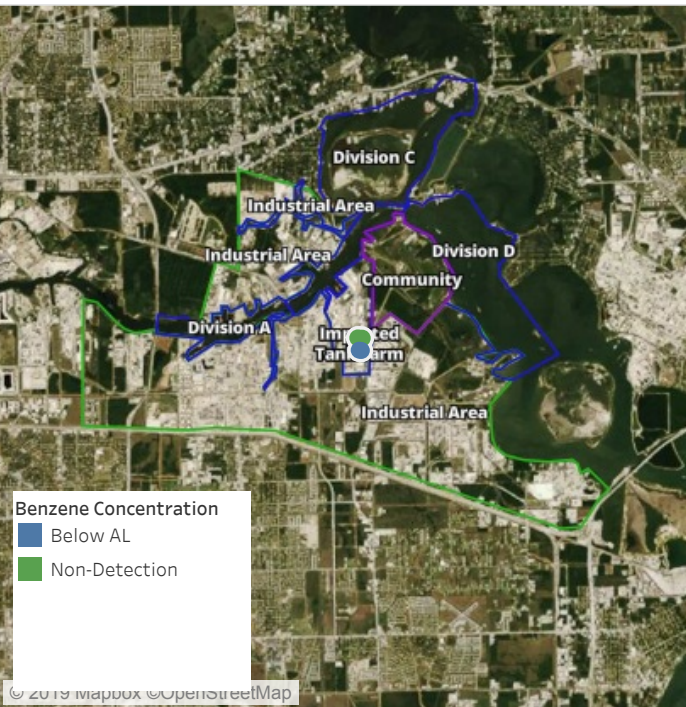 Division C
Industrial Area
Division D
Industrial Area
Community
Division A
Tank
Industrial Area
Benzene Concentration
Below AL
Non-Detection
© 2019 Mapbox ©OpenStreetMap